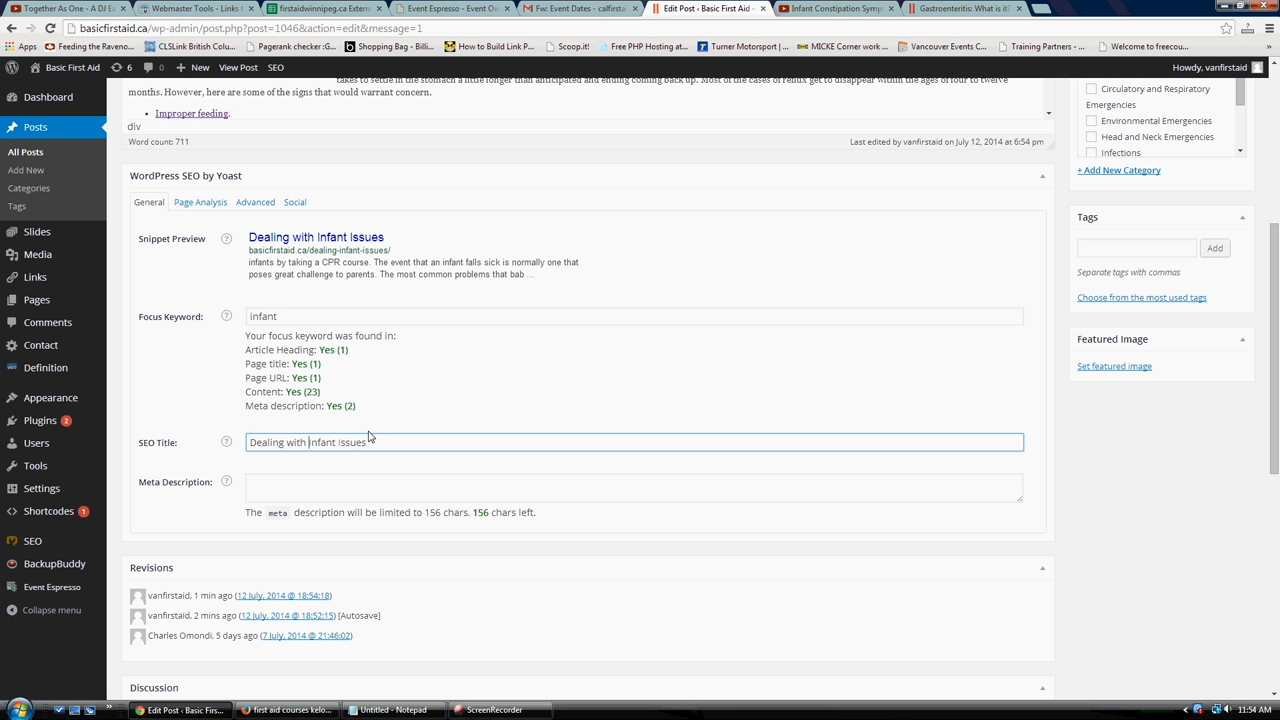 Together As One - A DJ Ea
Webmaster Tools - Links t
firstaidwinnipeg.ca Extern
Event Espresso - Event Ov
Fw: Event Dates - calfirst
Edit Post ‹ Basic First Aid -
Infant Constipation Symp
Gastroenteritis: What is i
basicfirstaid.ca/wp-admin/post.php?post=1046&action=edit&message=1
Feeding the Raveno...
CLSLink British Colu...
Pagerank checker :G...
Shopping Bag - Billi...
How to Build Link P...
Scoop.it!
Free PHP Hosting at...
Turner Motorsport | ...
MICKE Corner work ...
Vancouver Events C...
Training Partners - ...
Welcome to freecou...
Basic First Aid 6 0 + New View Post SEO Howdy, vanfirstaid
Dashboard
Posts
All Posts
Add New
Categories
Tags
Slides
Media
Links
Pages
Comments
Contact
Definition
Appearance
Plugins 2
Users
Tools
Settings
Shortcodes 1
SEO
BackupBuddy
Event Espresso
Collapse menu
takes to settle in the stomach a little longer than anticipated and ending coming back up. Most of the cases of reflux get to disappear within the ages of four to twelve
months. However, here are some of the signs that would warrant concern.
• Improper feeding.
div
Word count: 711 Last edited by vanfirstaid on July 12, 2014 at 6:54 pm
WordPress SEO by Yoast
General Page Analysis Advanced Social
Snippet Preview ? Dealing with Infant Issues
basicfirstaid.ca/dealing-infant-issues/
infants by taking a CPR course. The event that an infant falls sick is normally one that
poses great challenge to parents. The most common problems that bab ...
Focus Keyword: ? infant
Your focus keyword was found in:
Article Heading: Yes (1)
Page title: Yes (1)
Page URL: Yes (1)
Content: Yes (23)
Meta description: Yes (2)
SEO Title: ? Dealing with Infant Issues
Meta Description: ?
The meta description will be limited to 156 chars, 156 chars left.
Revisions
vanfirstaid, 1 min ago (12 July, 2014 @ 18:54:18)
vanfirstaid, 2 mins ago (12 July, 2014 @ 18:52:15) [Autosave]
Charles Omondi, 5 days ago (7 July, 2014 @ 21:46:02)
Discussion
Circulatory and Respiratory
Emergencies
Environmental Emergencies
Head and Neck Emergencies
Infections
+ Add New Category
Tags
Add
Separate tags with commas
Choose from the most used tags
Featured Image
Set featured image
Edit Post ‹ Basic Firs...
first aid courses kelo...
Untitled - Notepad
ScreenRecorder
11:54 AM